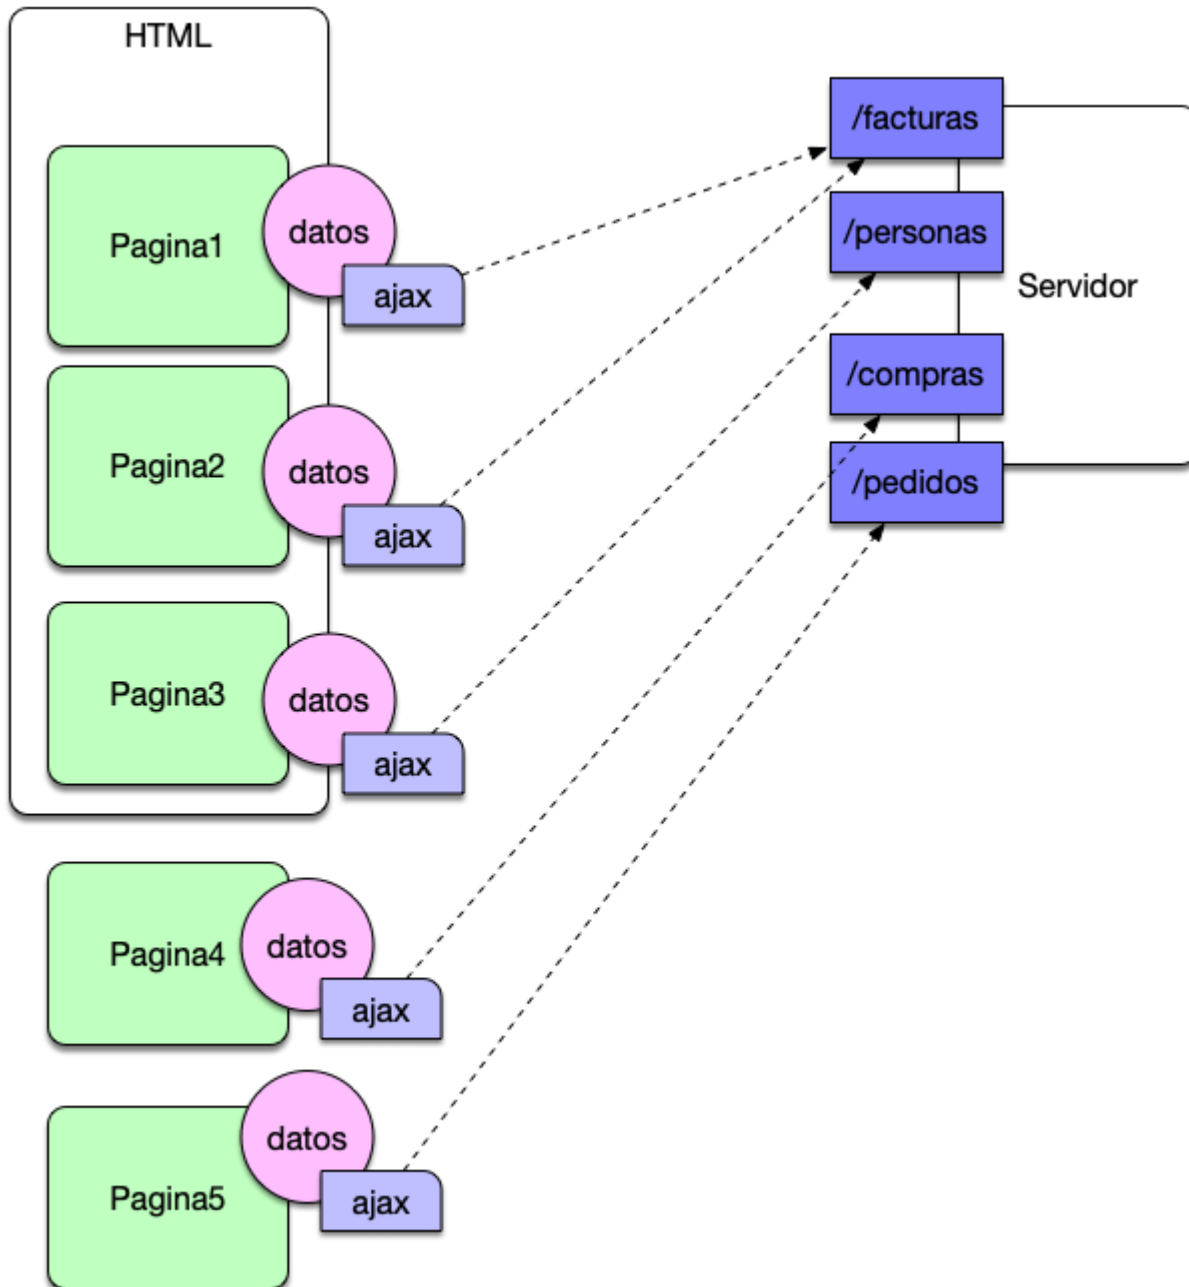 HTML
Pagina1
datos
ajax
Pagina2
datos
ajax
Pagina3
datos
ajax
Pagina4
datos
ajax
Pagina5
datos
ajax
/facturas
/personas
Servidor
/compras
/pedidos